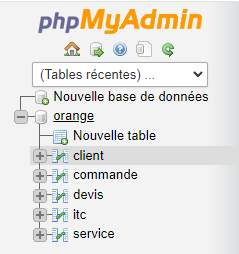 phpMyAdmin
(Tables récentes) ...
Nouvelle base de données
orange
Nouvelle table
client
commande
devis
itc
service